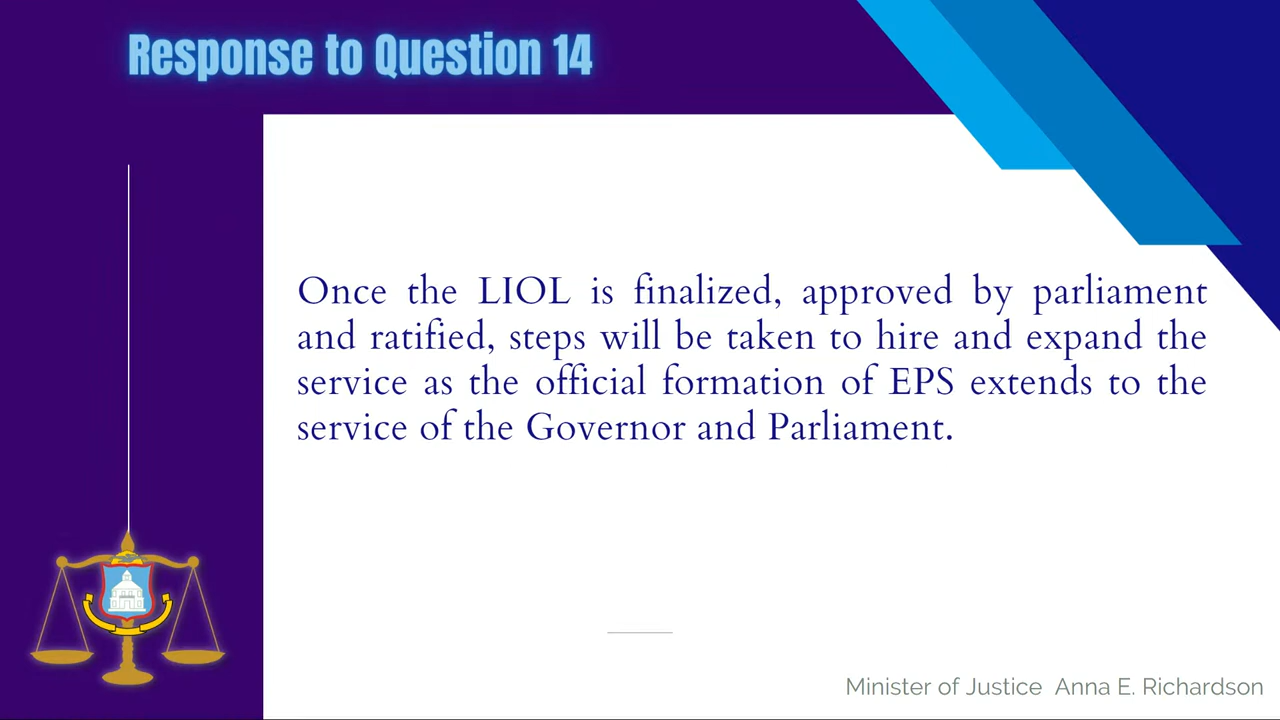 Response to Question 14
Once the LIOL is finalized, approved by parliament
and ratified, steps will be taken to hire and expand the
service as the official formation of EPS extends to the
service of the Governor and Parliament.
Minister of Justice Anna E. Richardson